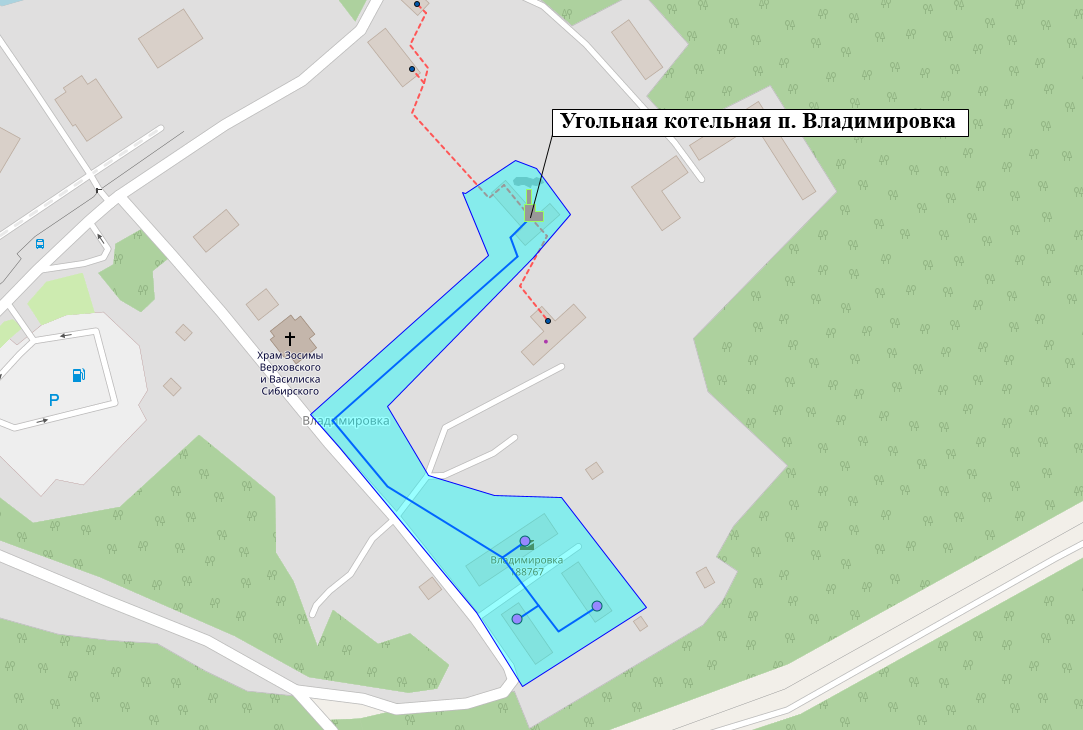 Угольная котельная п. Владимировка
Храм Зосимы
Верховского
и Василиска
Сибирского
P
Владимировка
Владимировка
188767